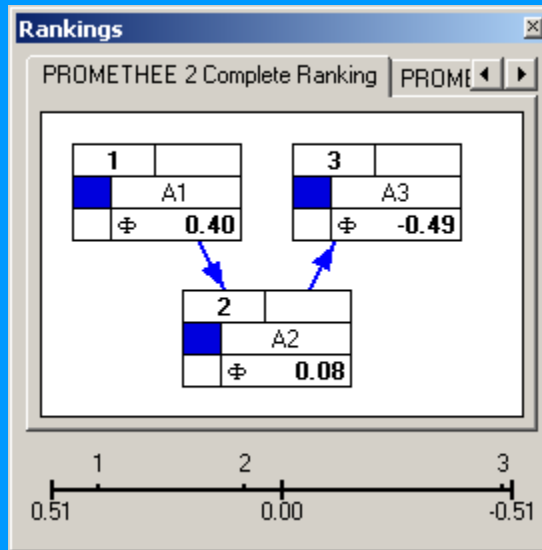 Rankings
PROMETHEE 2 Complete Ranking
PROME
1
A1
Φ 0.40
3
A3
Φ -0.49
2
A2
Φ 0.08
1 2 3
0.51 0.00 -0.51